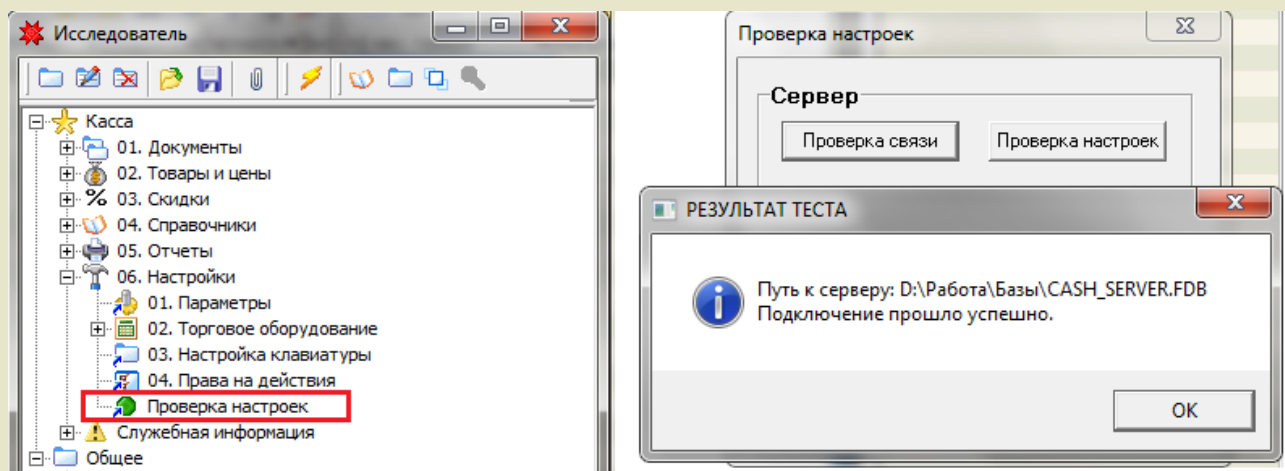 Исследователь
Касса
01. Документы
02. Товары и цены
% 03. Скидки
04. Справочники
05. Отчеты
06. Настройки
01. Параметры
02. Торговое оборудование
03. Настройка клавиатуры
04. Права на действия
Проверка настроек
Служебная информация
Общее
Проверка настроек
Сервер
Проверка связи
Проверка настроек
РЕЗУЛЬТАТ ТЕСТА
Путь к серверу: D:\Работа\Базы\CASH_SERVER.FDB
Подключение прошло успешно.
OK